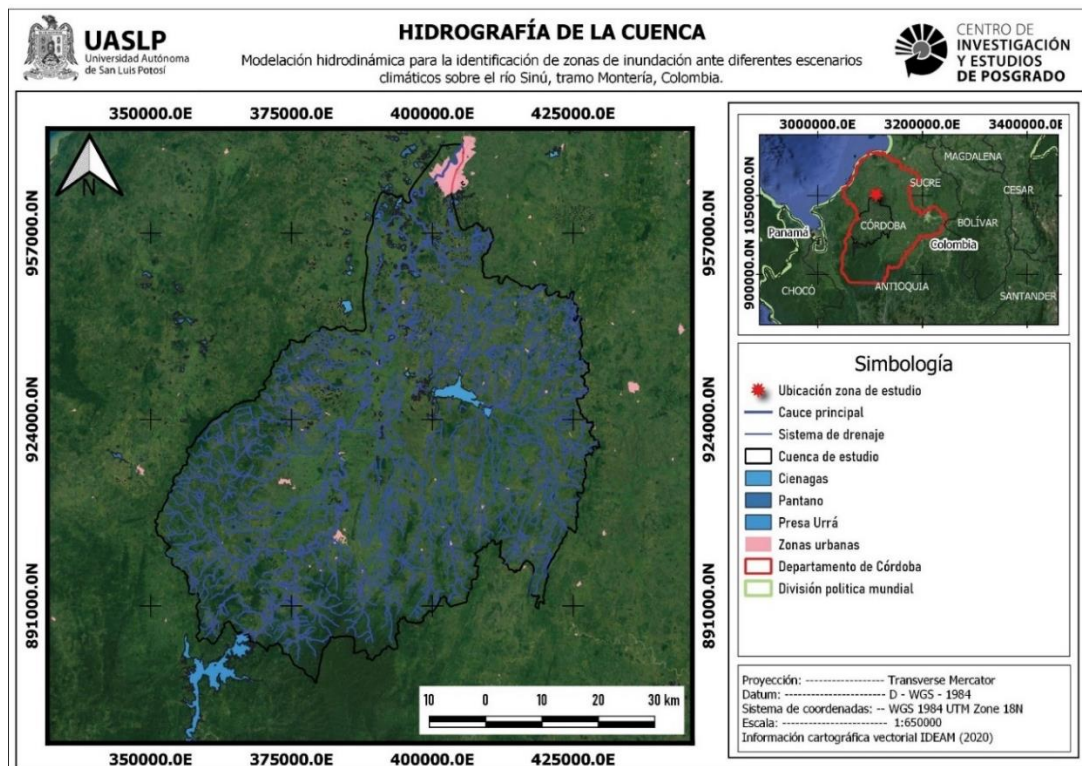 UASLP
Universidad Autónoma
de San Luis Potosí
HIDROGRAFÍA DE LA CUENCA
Modelación hidrodinámica para la identificación de zonas de inundación ante diferentes escenarios
climáticos sobre el río Sinú, tramo Montería, Colombia.
CENTRO DE
INVESTIGACIÓN
Y ESTUDIOS
DE POSGRADO
350000.0E 375000.0E 400000.0E 425000.0E
957000.0N 957000.0N
924000.0N 924000.0N
891000.0N 891000.0N
N
10 0 10 20 30 km
350000.0E 375000.0E 400000.0E 425000.0E
3000000.0E 3200000.0E 3400000.0E
1050000.0N
900000.0N
MAGDALENA
SUCRE
CESAR
BOLÍVAR
CÓRDOBA
Panamá
Colombia
CHOCÓ
ANTIOQUIA
SANTANDER
Simbología
Ubicación zona de estudio
Cauce principal
Sistema de drenaje
Cuenca de estudio
Cienagas
Pantano
Presa Urrá
Zonas urbanas
Departamento de Córdoba
División politica mundial
Proyección: ----------------- Transverse Mercator
Datum: ---------------------- D - WGS - 1984
Sistema de coordenadas: -- WGS 1984 UTM Zone 18N
Escala: ---------------------- 1:650000
Información cartográfica vectorial IDEAM (2020)